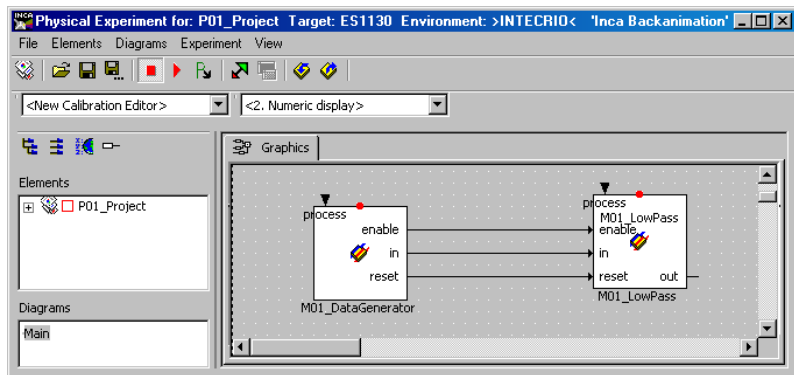 Physical Experiment for: P01_Project Target: ES1130 Environment: >INTECRIO< 'Inca Backanimation'
File Elements Diagrams Experiment View
<New Calibration Editor> <2. Numeric display>
Graphics
Elements
P01_Project
process
enable
in
reset
M01_DataGenerator
process
M01_LowPass
enable
in
reset out
M01_LowPass
Diagrams
Main